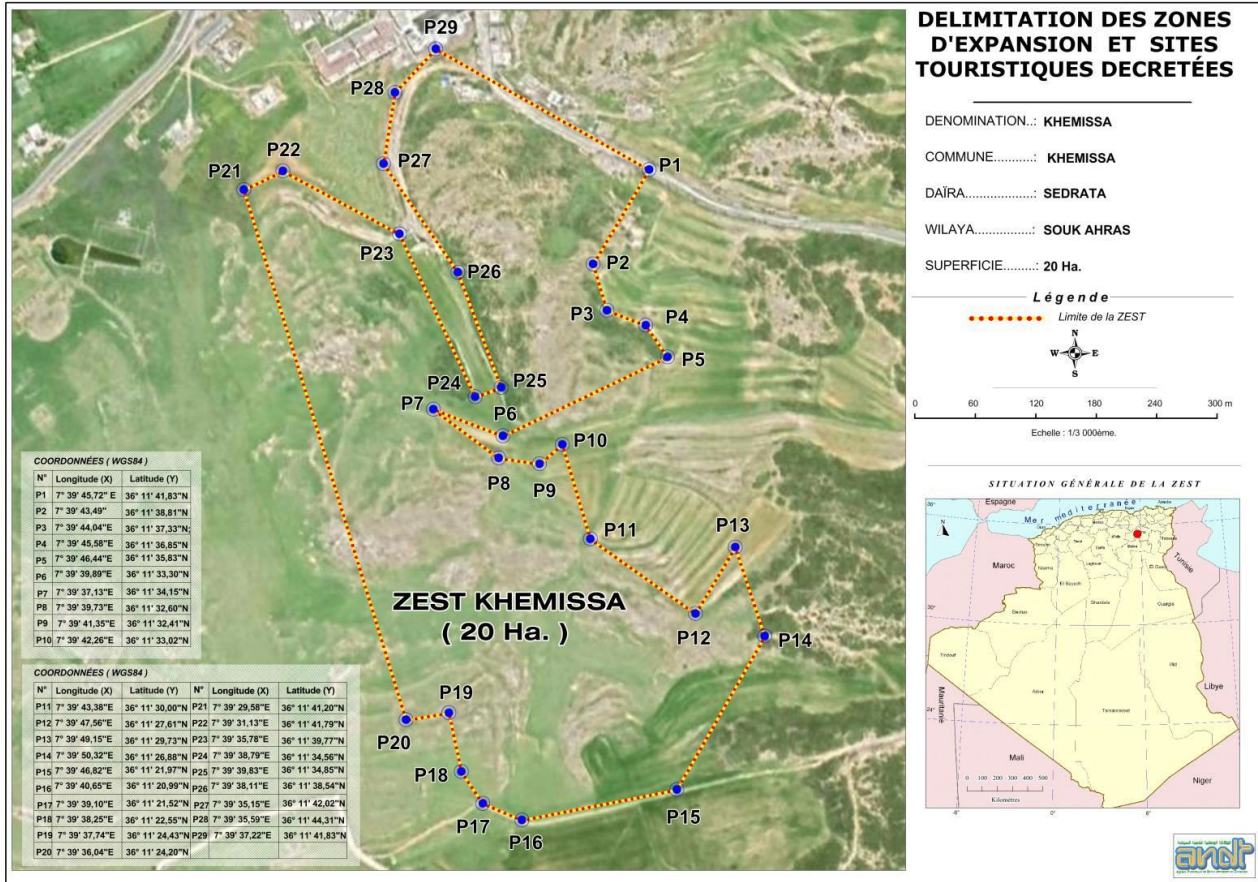 DELIMITATION DES ZONES
D'EXPANSION ET SITES
TOURISTIQUES DECRETÉES
DENOMINATION..: KHEMISSA
COMMUNE..........: KHEMISSA
DAÏRA..................: SEDRATA
WILAYA...............: SOUK AHRAS
SUPERFICIE.........: 20 Ha.
Légende
Limite de la ZEST
N
W E
S
0 60 120 180 240 300 m
Echelle : 1/3 000ème.
SITUATION GÉNÉRALE DE LA ZEST
Espagne
Mer mediterranée
Maroc
Tunisie
Libye
Mauritanie
Mali
Niger
0 100 200 300 400 500
Kilomètres
P29
P28
P27
P1
P22
P21
P23
P26
P2
P3
P4
P5
P24
P25
P7
P6
P10
P8
P9
P11
P13
P12
P14
ZEST KHEMISSA
( 20 Ha. )
P19
P20
P18
P17
P16
P15
COORDONNÉES ( WGS84 )
N° Longitude (X) Latitude (Y)
P1 7° 39' 45,72" E 36° 11' 41,83"N
P2 7° 39' 43,49" 36° 11' 38,81"N
P3 7° 39' 44,04"E 36° 11' 37,33"N;
P4 7° 39' 45,58"E 36° 11' 36,85"N
P5 7° 39' 46,44"E 36° 11' 35,83"N
P6 7° 39' 39,89"E 36° 11' 33,30"N
P7 7° 39' 37,13"E 36° 11' 34,15"N
P8 7° 39' 39,73"E 36° 11' 32,60"N
P9 7° 39' 41,35"E 36° 11' 32,41"N
P10 7° 39' 42,26"E 36° 11' 33,02"N
COORDONNÉES ( WGS84 )
N° Longitude (X) Latitude (Y) N° Longitude (X) Latitude (Y)
P11 7° 39' 43,38"E 36° 11' 30,00"N P21 7° 39' 29,58"E 36° 11' 41,20"N
P12 7° 39' 47,56"E 36° 11' 27,61"N P22 7° 39' 31,13"E 36° 11' 41,79"N
P13 7° 39' 49,15"E 36° 11' 29,73"N P23 7° 39' 35,78"E 36° 11' 39,77"N
P14 7° 39' 50,32"E 36° 11' 26,88"N P24 7° 39' 38,79"E 36° 11' 34,56"N
P15 7° 39' 46,82"E 36° 11' 21,97"N P25 7° 39' 39,83"E 36° 11' 34,85"N
P16 7° 39' 40,65"E 36° 11' 20,99"N P26 7° 39' 38,11"E 36° 11' 38,54"N
P17 7° 39' 39,10"E 36° 11' 21,52"N P27 7° 39' 35,15"E 36° 11' 42,02"N
P18 7° 39' 38,25"E 36° 11' 22,55"N P28 7° 39' 35,59"E 36° 11' 44,31"N
P19 7° 39' 37,74"E 36° 11' 24,43"N P29 7° 39' 37,22"E 36° 11' 41,83"N
P20 7° 39' 36,04"E 36° 11' 24,20"N
andt